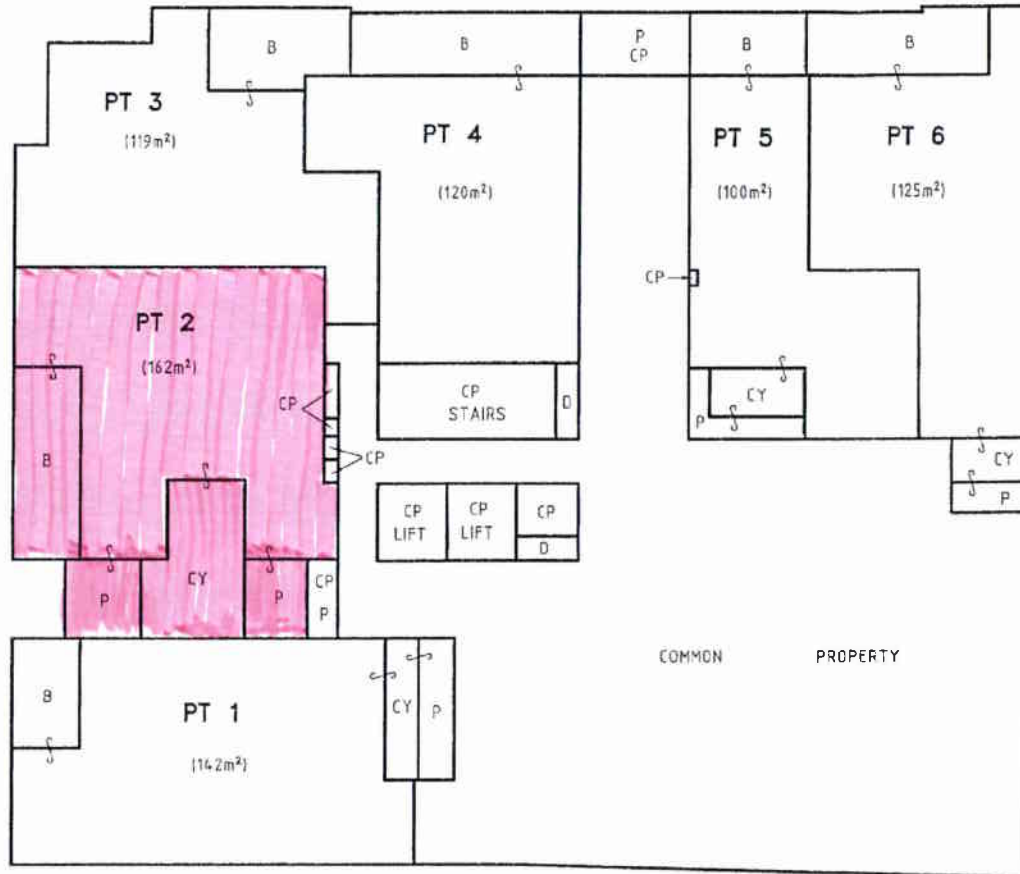 B
B
P
CP
B
B
PT 3
(119m²)
PT 4
(120m²)
PT 5
(100m²)
PT 6
(125m²)
CP
PT 2
(162m²)
B
CP
CP
CP
STAIRS
D
CY
P
CY
P
CP
LIFT
CP
LIFT
CP
D
P
CY
P
CP
P
COMMON PROPERTY
B
PT 1
(142m²)
CY
P